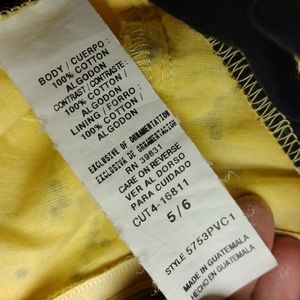 BODY / CUERPO :
100% COTTON
ALGODON
CONTRAST / CONTRASTE :
100% COTTON
ALGODON
LINING / FORRO :
100% COTTON
ALGODON
EXCLUSIVE OF ORNAMENTATION
EXCLUSIVA DE ORNAMENTACION
RN 39631
CARE ON REVERSE
VER AL DORSO
PARA CUIDADO
CUT4-16811
5/6
STYLE 5753PVC1
MADE IN GUATEMALA
HECHO EN GUATEMALA